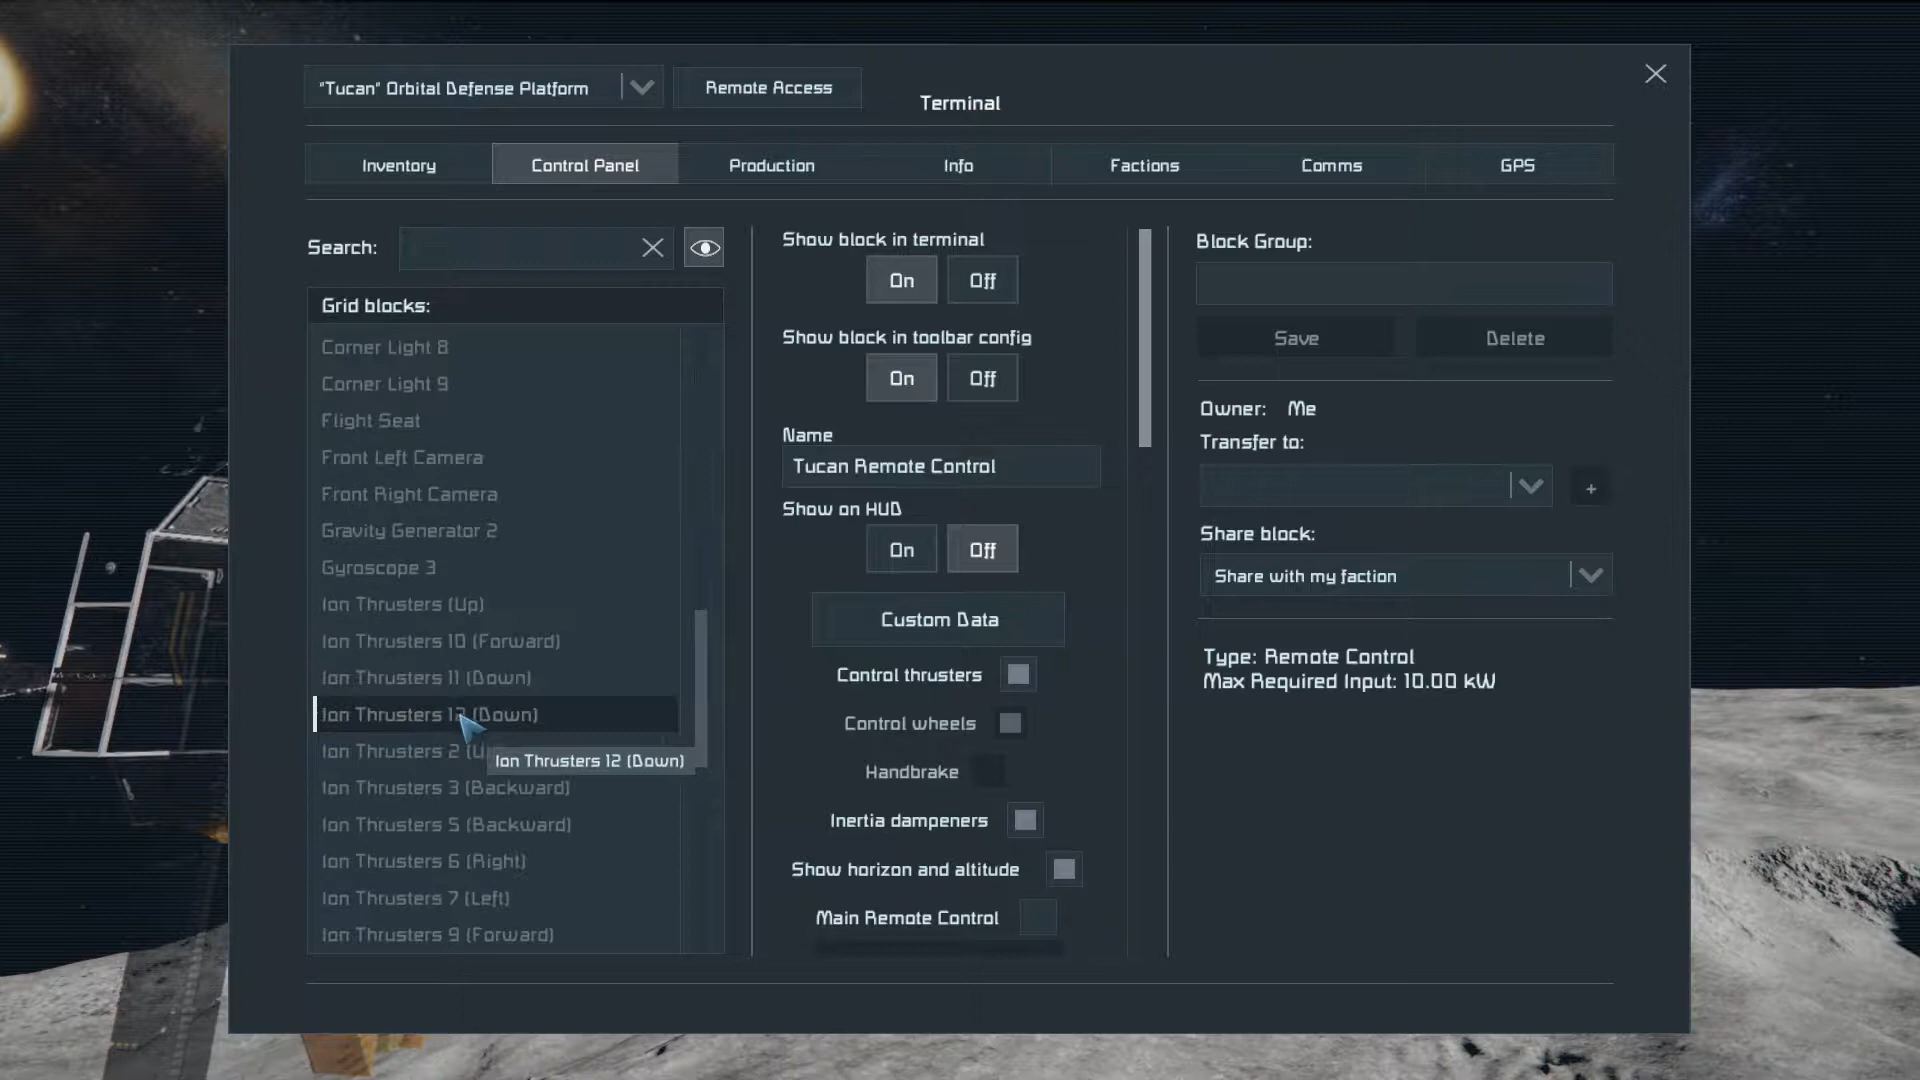 "Tucan" Orbital Defense Platform
Remote Access
Terminal
Inventory
Control Panel
Production
Info
Factions
Comms
GPS
Search:
Grid blocks:
Corner Light 8
Corner Light 9
Flight Seat
Front Left Camera
Front Right Camera
Gravity Generator 2
Gyroscope 3
Ion Thrusters (Up)
Ion Thrusters 10 (Forward)
Ion Thrusters 11 (Down)
Ion Thrusters 12 (Down)
Ion Thrusters 2
Ion Thrusters 12 (Down)
Ion Thrusters 3 (Backward)
Ion Thrusters 5 (Backward)
Ion Thrusters 6 (Right)
Ion Thrusters 7 (Left)
Ion Thrusters 9 (Forward)
Show block in terminal
On
Off
Show block in toolbar config
On
Off
Name
Tucan Remote Control
Show on HUD
On
Off
Custom Data
Control thrusters
Control wheels
Handbrake
Inertia dampeners
Show horizon and altitude
Main Remote Control
Block Group:
Save
Delete
Owner: Me
Transfer to:
+
Share block:
Share with my faction
Type: Remote Control
Max Required Input: 10.00 kW